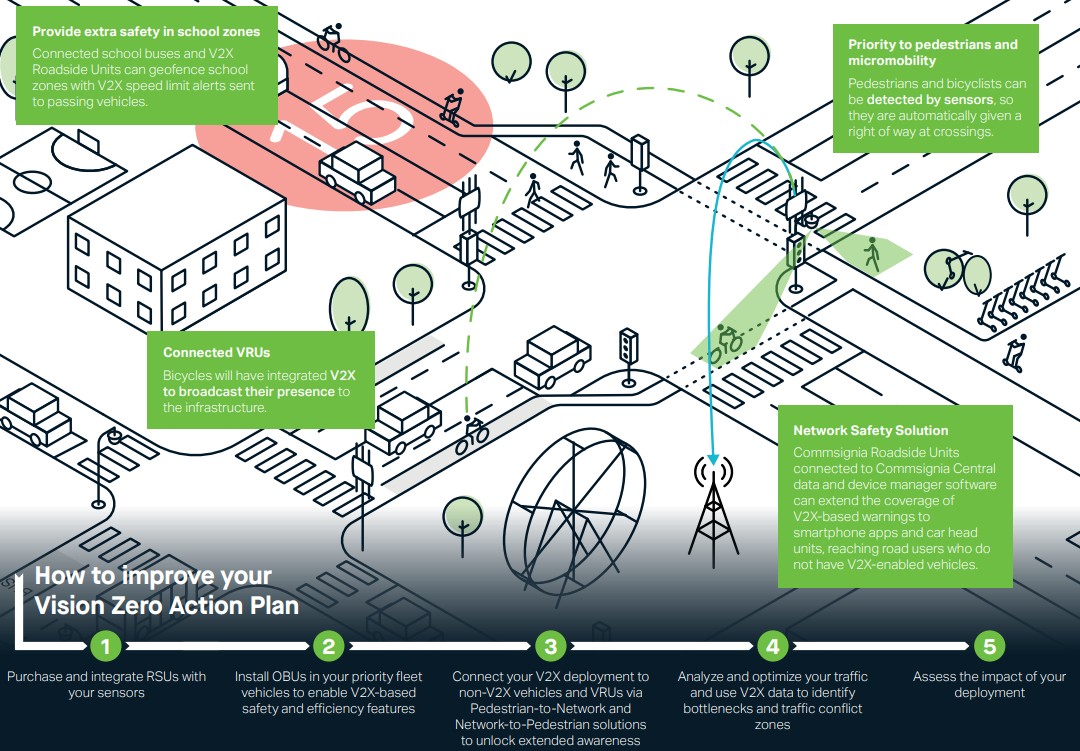 Provide extra safety in school zones
Connected school buses and V2X
Roadside Units can geofence school
zones with V2X speed limit alerts sent
to passing vehicles.
10
Priority to pedestrians and
micromobility
Pedestrians and bicyclists can
be detected by sensors, so
they are automatically given a
right of way at crossings.
Connected VRUs
Bicycles will have integrated V2X
to broadcast their presence to
the infrastructure.
Network Safety Solution
Commsignia Roadside Units
connected to Commsignia Central
data and device manager software
can extend the coverage of
V2X-based warnings to
smartphone apps and car head
units, reaching road users who do
not have V2X-enabled vehicles.
How to improve your
Vision Zero Action Plan
1
Purchase and integrate RSUs with
your sensors
2
Install OBUs in your priority fleet
vehicles to enable V2X-based
safety and efficiency features
3
Connect your V2X deployment to
non-V2X vehicles and VRUs via
Pedestrian-to-Network and
Network-to-Pedestrian solutions
to unlock extended awareness
4
Analyze and optimize your traffic
and use V2X data to identify
bottlenecks and traffic conflict
zones
5
Assess the impact of your
deployment